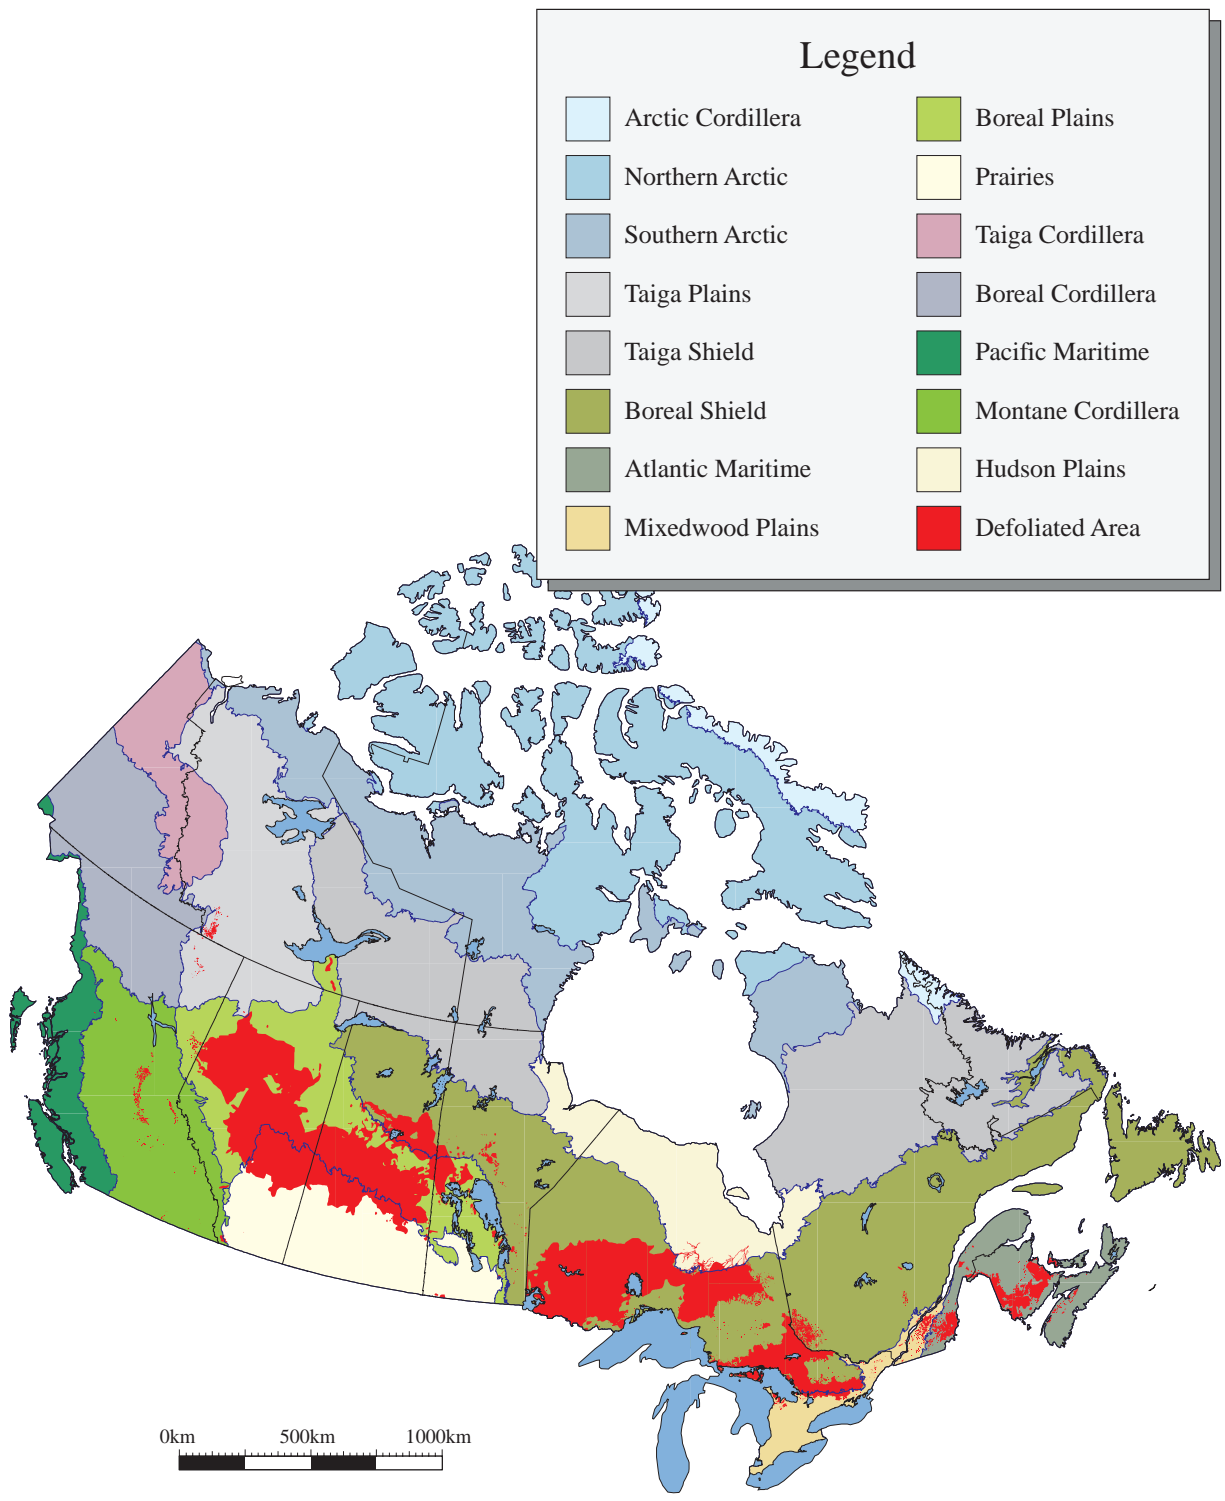 Legend
Arctic Cordillera
Northern Arctic
Southern Arctic
Taiga Plains
Taiga Shield
Boreal Shield
Atlantic Maritime
Mixedwood Plains
Boreal Plains
Prairies
Taiga Cordillera
Boreal Cordillera
Pacific Maritime
Montane Cordillera
Hudson Plains
Defoliated Area
0km 500km 1000km